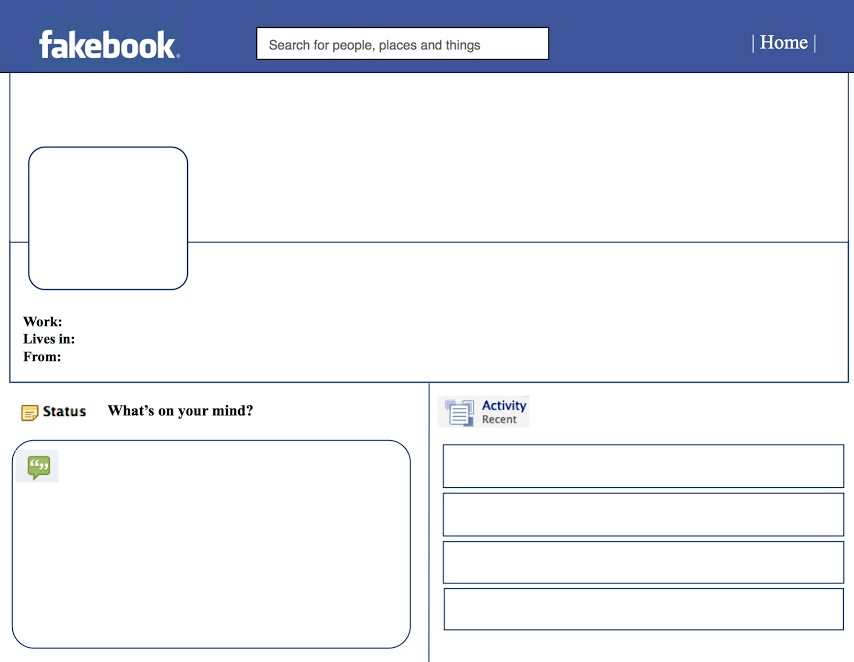 fakebook.
Search for people, places and things
| Home |
Work:
Lives in:
From:
Status
What’s on your mind?
Activity
Recent